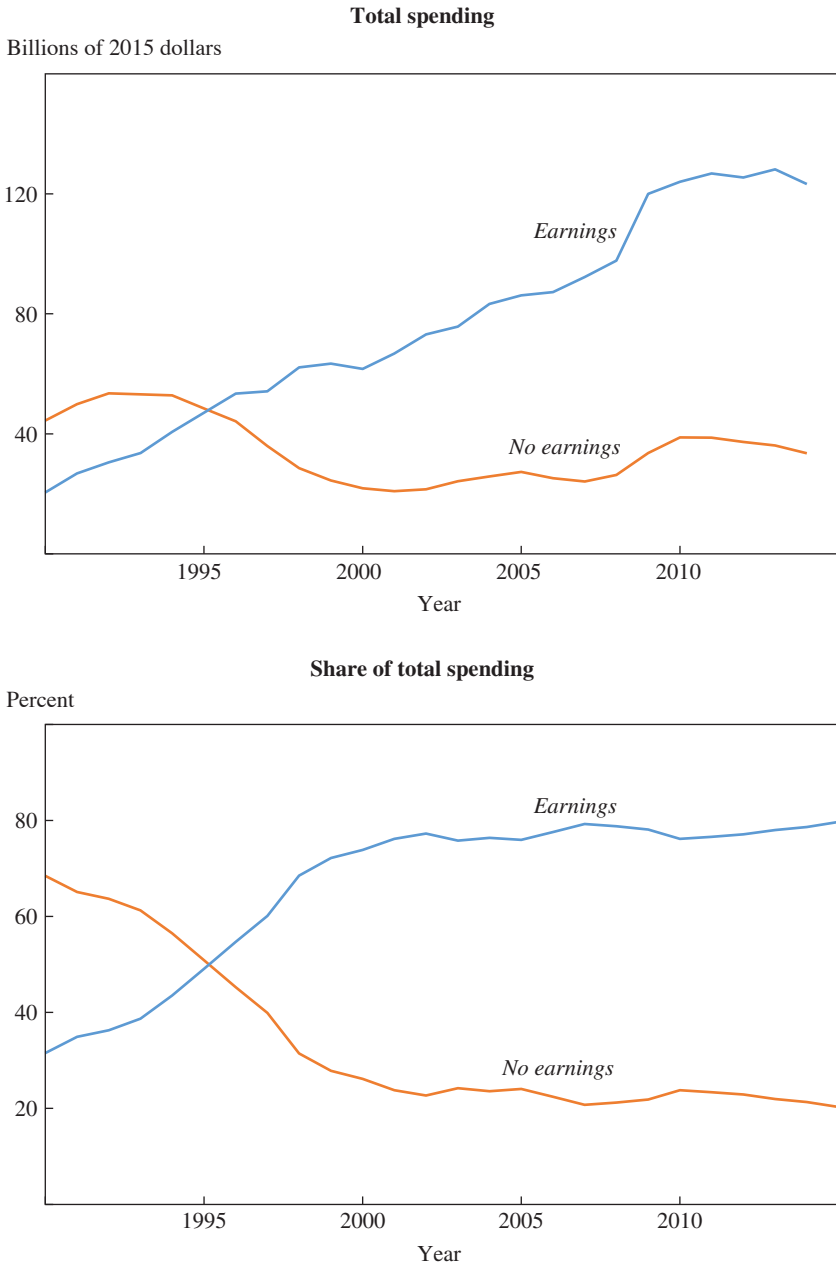 Total spending
Billions of 2015 dollars
120
Earnings
80
40
No earnings
1995 2000 2005 2010
Year
Share of total spending
Percent
80
Earnings
60
40
No earnings
20
1995 2000 2005 2010
Year